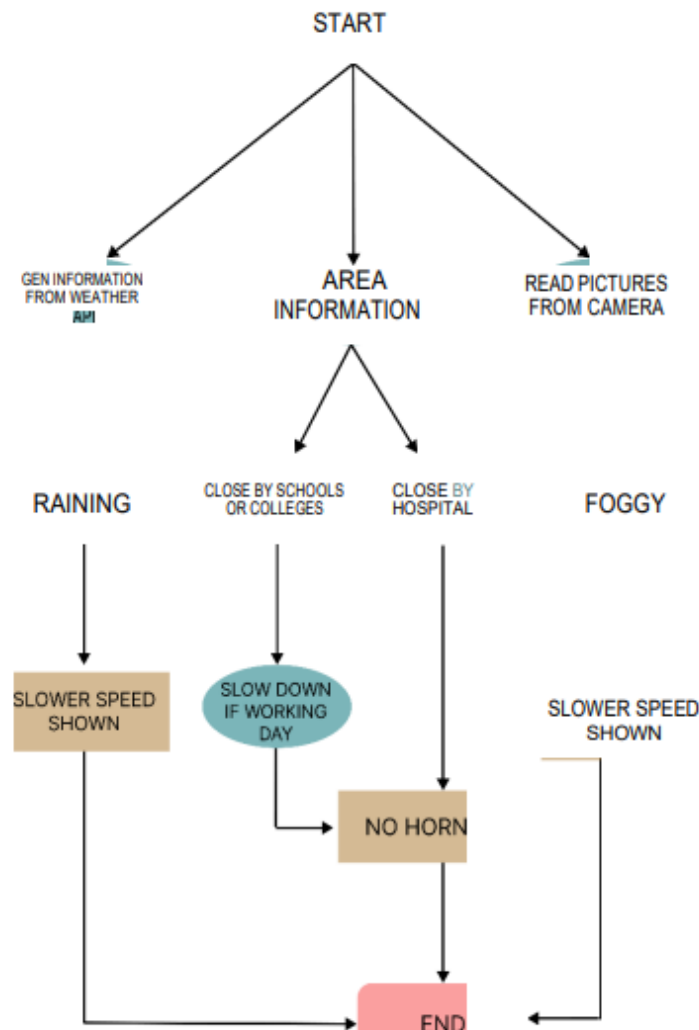 START
GEN INFORMATION
FROM WEATHER
API
AREA
INFORMATION
READ PICTURES
FROM CAMERA
RAINING
CLOSE BY SCHOOLS
OR COLLEGES
CLOSE BY
HOSPITAL
FOGGY
SLOWER SPEED
SHOWN
SLOW DOWN
IF WORKING
DAY
SLOWER SPEED
SHOWN
NO HORN
END